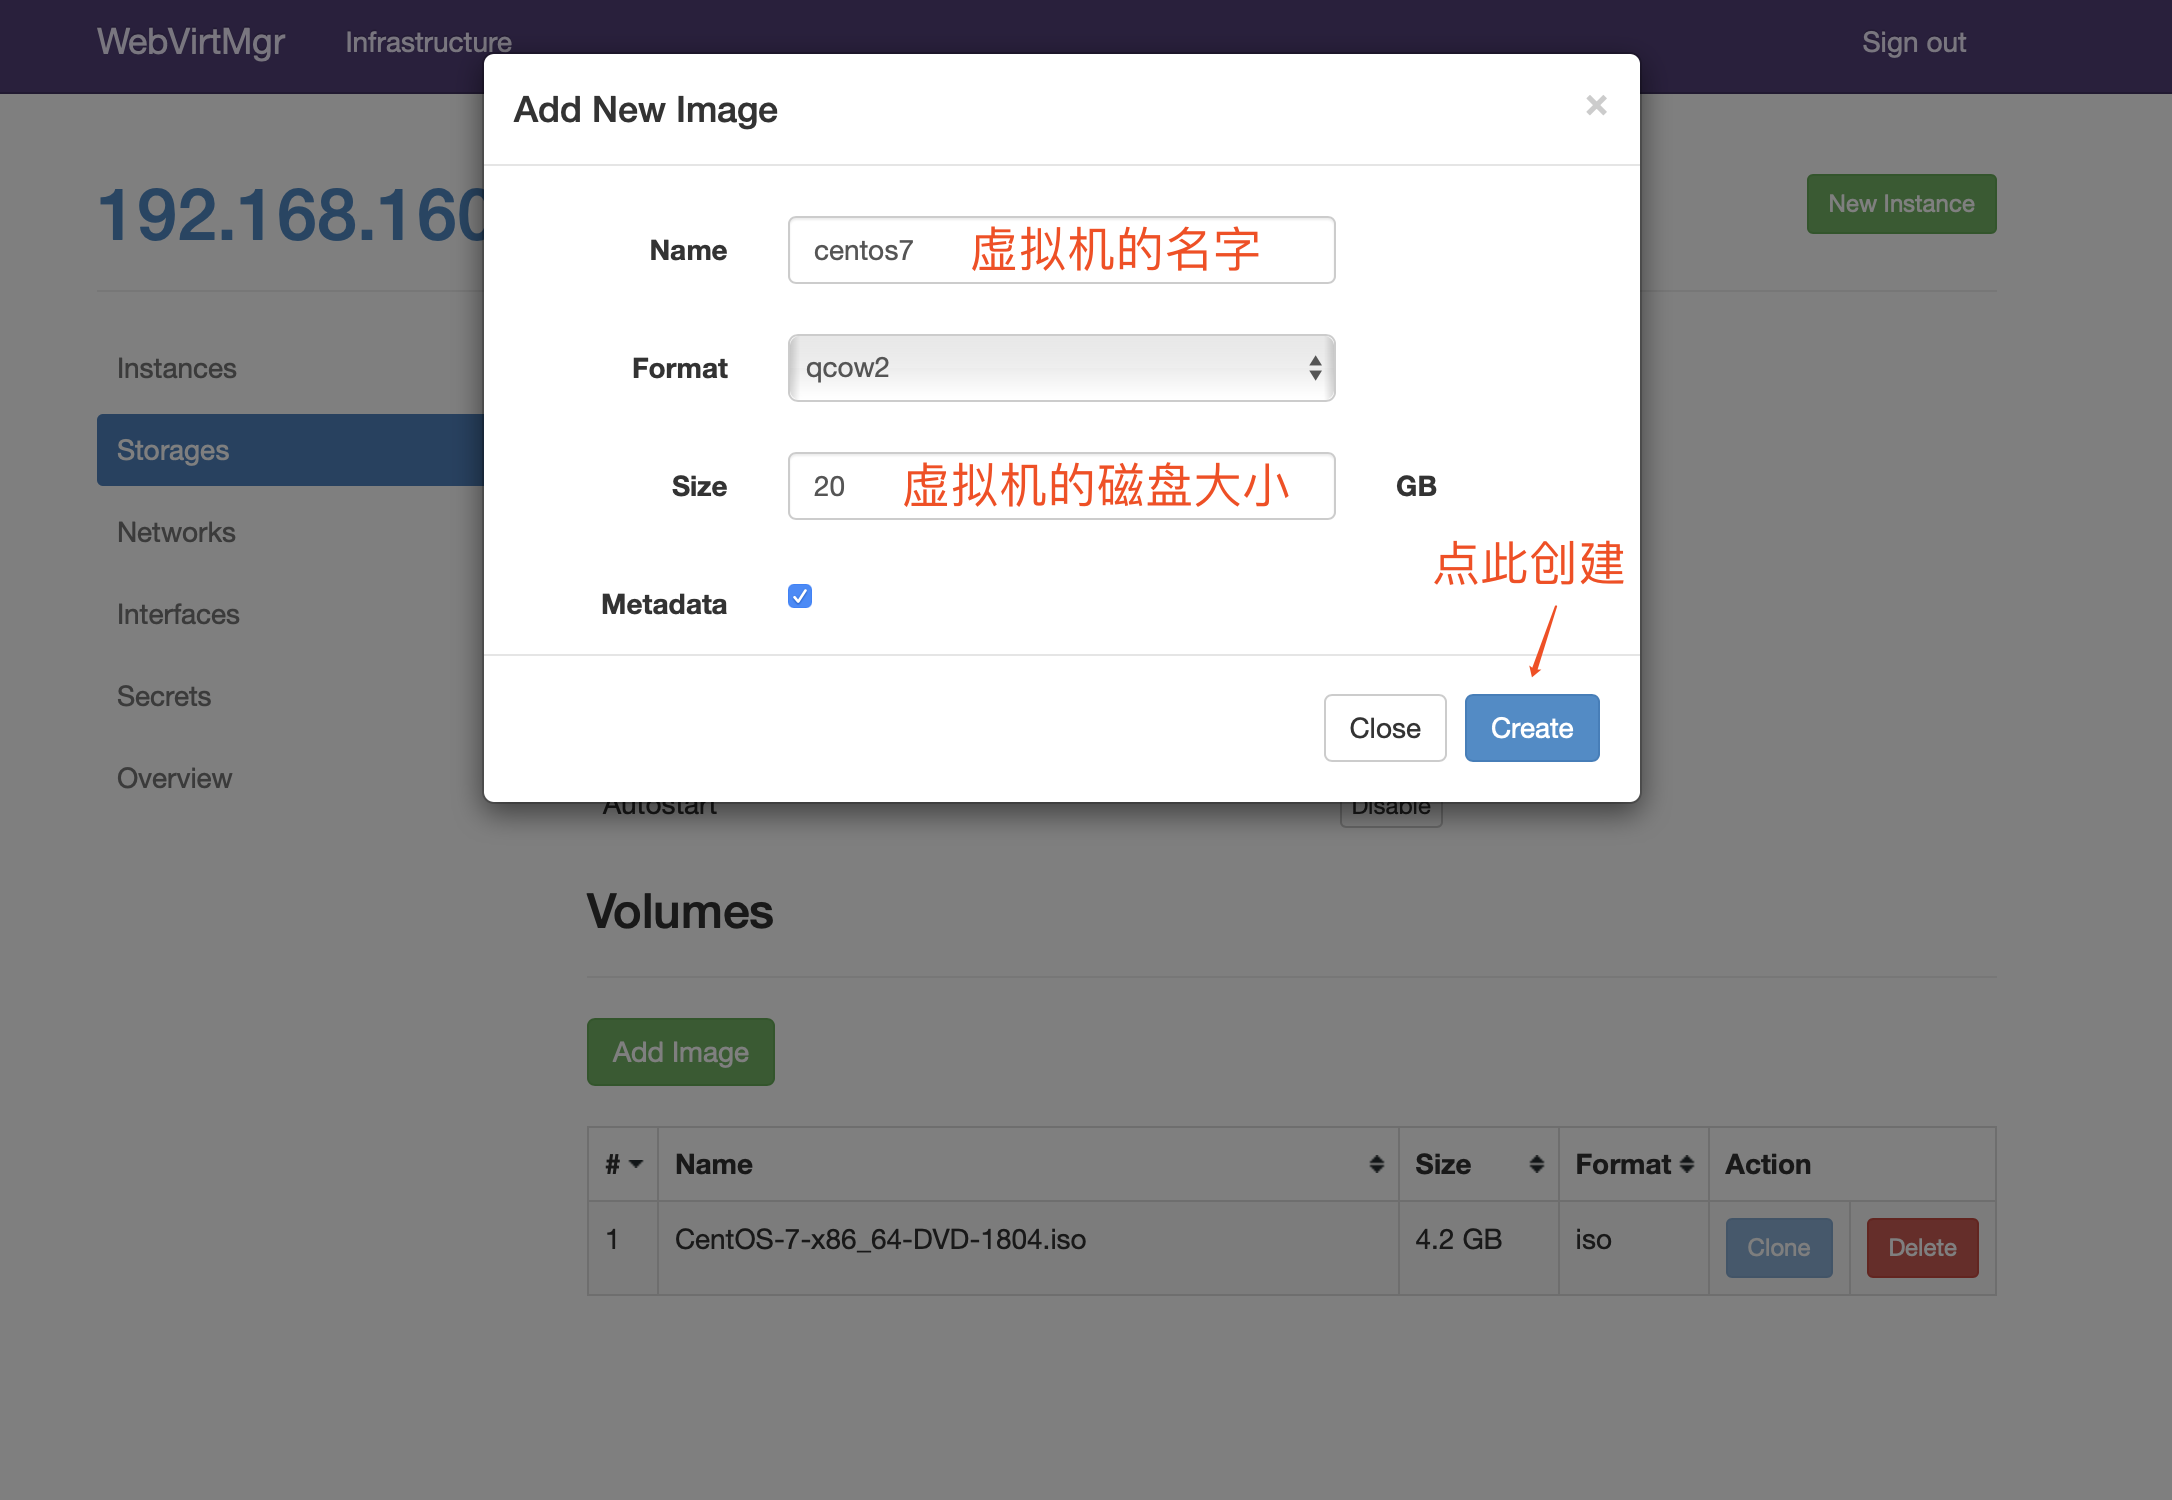 WebVirtMgr Infrastructure Sign out
Add New Image ×
192.168.160
New Instance
Name centos7 虚拟机的名字
Format qcow2
Size 20 虚拟机的磁盘大小 GB
Metadata
点此创建
Close Create
Instances
Storages
Networks
Interfaces
Secrets
Overview
Autostart Disable
Volumes
Add Image
# Name Size Format Action
1 CentOS-7-x86_64-DVD-1804.iso 4.2 GB iso Clone Delete